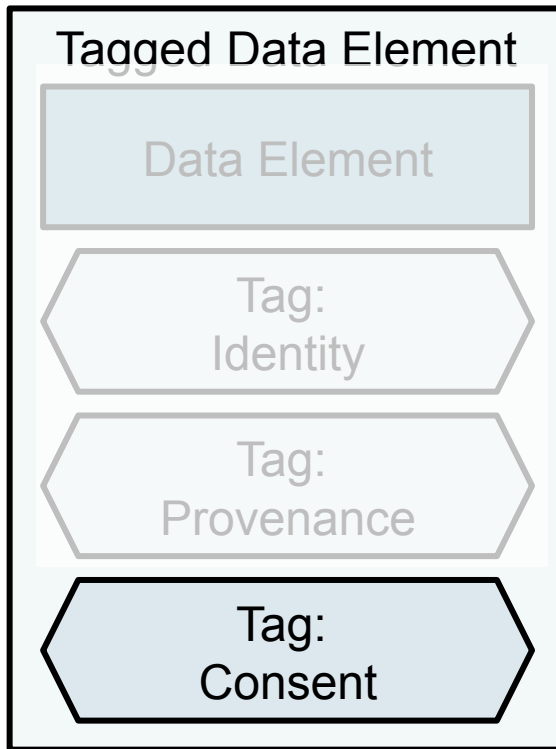 Tagged Data Element
Data Element
Tag:
Identity
Tag:
Provenance
Tag:
Consent